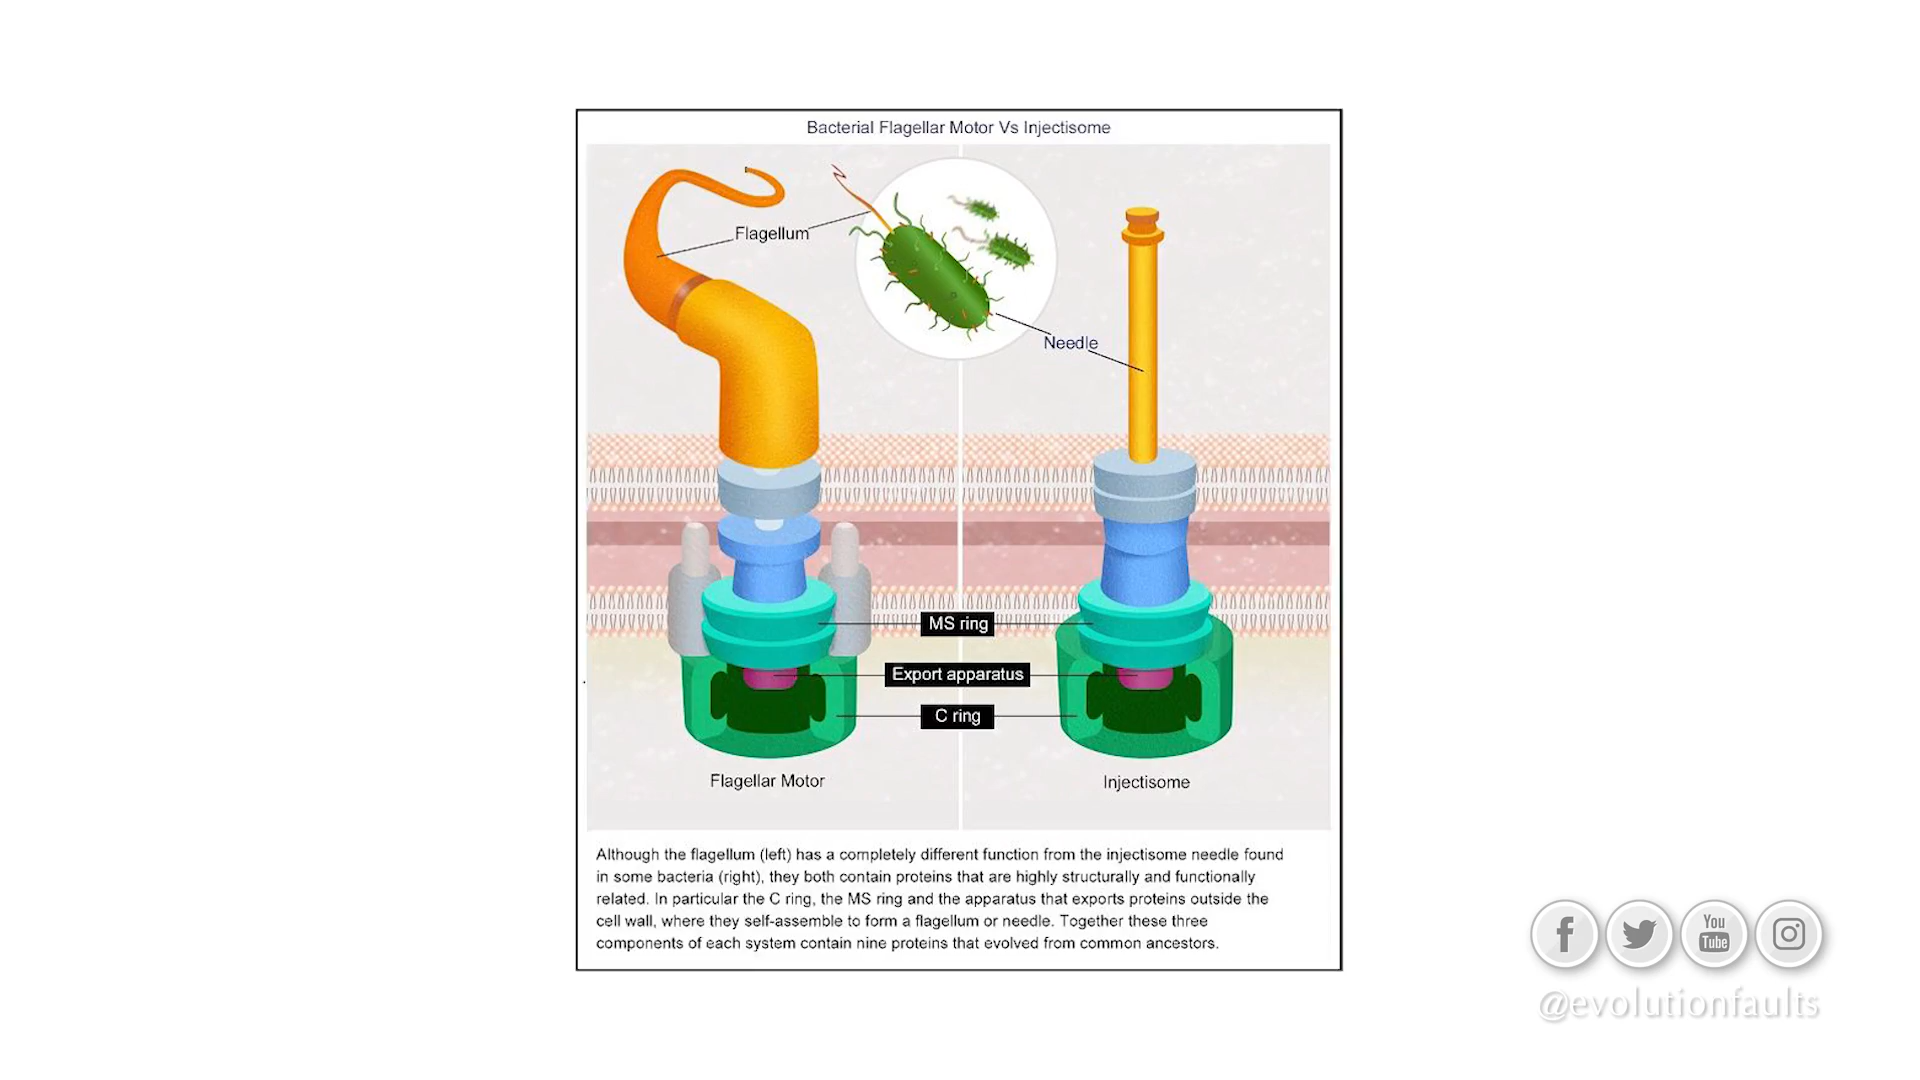 Bacterial Flagellar Motor Vs Injectisome
Flagellum
Needle
MS ring
Export apparatus
C ring
Flagellar Motor
Injectisome
Although the flagellum (left) has a completely different function from the injectisome needle found
in some bacteria (right), they both contain proteins that are highly structurally and functionally
related. In particular the C ring, the MS ring and the apparatus that exports proteins outside the
cell wall, where they self-assemble to form a flagellum or needle. Together these three
components of each system contain nine proteins that evolved from common ancestors.
You
Tube
@evolutionfaults